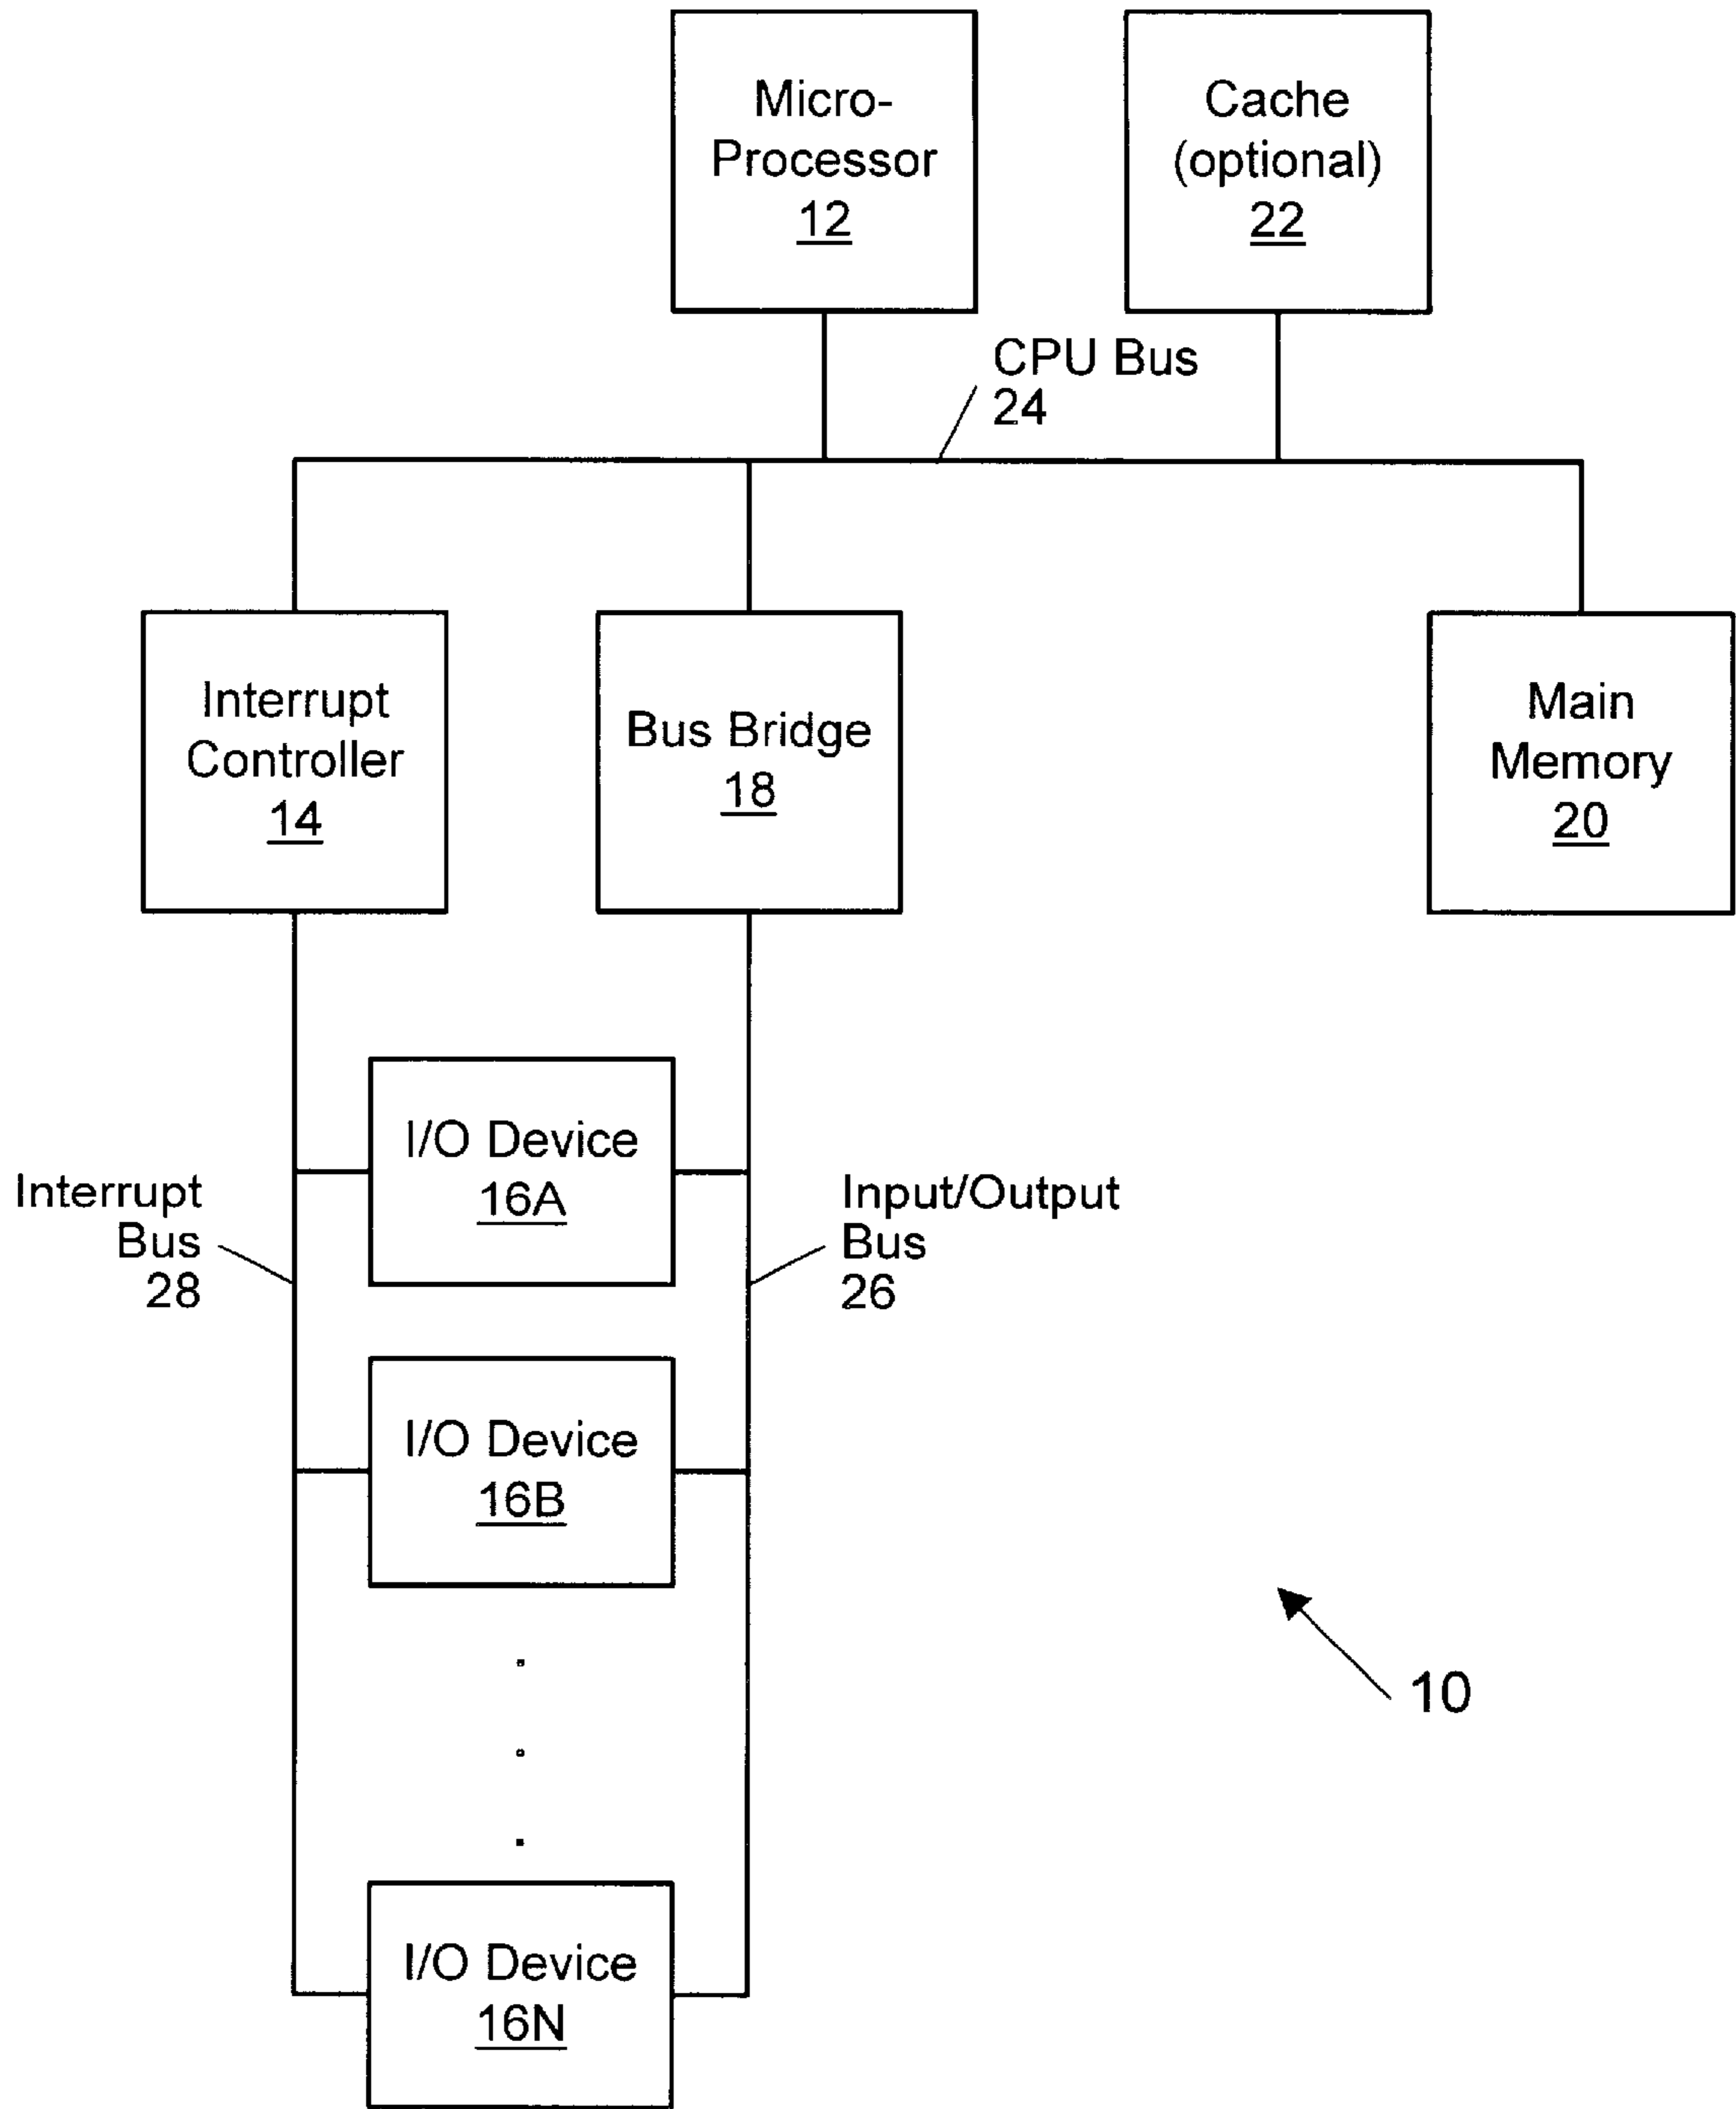 Micro-
Processor
12
Cache
(optional)
22
CPU Bus
24
Interrupt
Controller
14
Bus Bridge
18
Main
Memory
20
I/O Device
16A
Interrupt
Bus
28
Input/Output
Bus
26
I/O Device
16B
10
I/O Device
16N